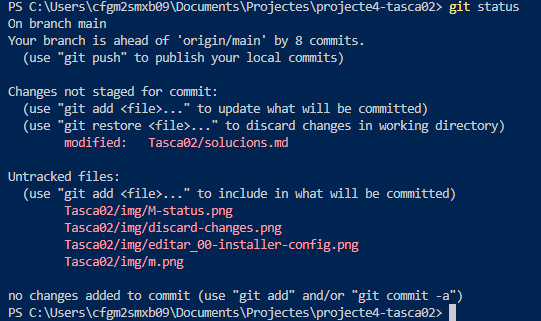 PS C:\Users\cfgm2smxb09\Documents\Projectes\projecte4-tasca02> git status
On branch main
Your branch is ahead of 'origin/main' by 8 commits.
  (use "git push" to publish your local commits)

Changes not staged for commit:
  (use "git add <file>..." to update what will be committed)
  (use "git restore <file>..." to discard changes in working directory)
        modified:   Tasca02/solucions.md

Untracked files:
  (use "git add <file>..." to include in what will be committed)
        Tasca02/img/M-status.png
        Tasca02/img/discard-changes.png
        Tasca02/img/editar_00-installer-config.png
        Tasca02/img/m.png

no changes added to commit (use "git add" and/or "git commit -a")
PS C:\Users\cfgm2smxb09\Documents\Projectes\projecte4-tasca02>